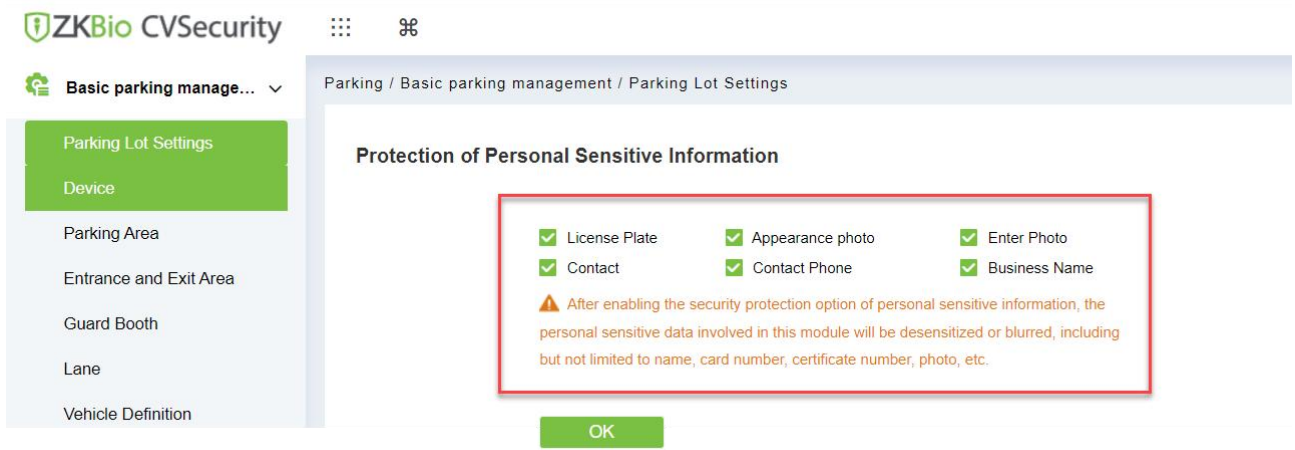 ZKBio CVSecurity
Basic parking manage...
Parking / Basic parking management / Parking Lot Settings
Parking Lot Settings
Device
Parking Area
Entrance and Exit Area
Guard Booth
Lane
Vehicle Definition
Protection of Personal Sensitive Information
License Plate
Appearance photo
Enter Photo
Contact
Contact Phone
Business Name
After enabling the security protection option of personal sensitive information, the
personal sensitive data involved in this module will be desensitized or blurred, including
but not limited to name, card number, certificate number, photo, etc.
OK